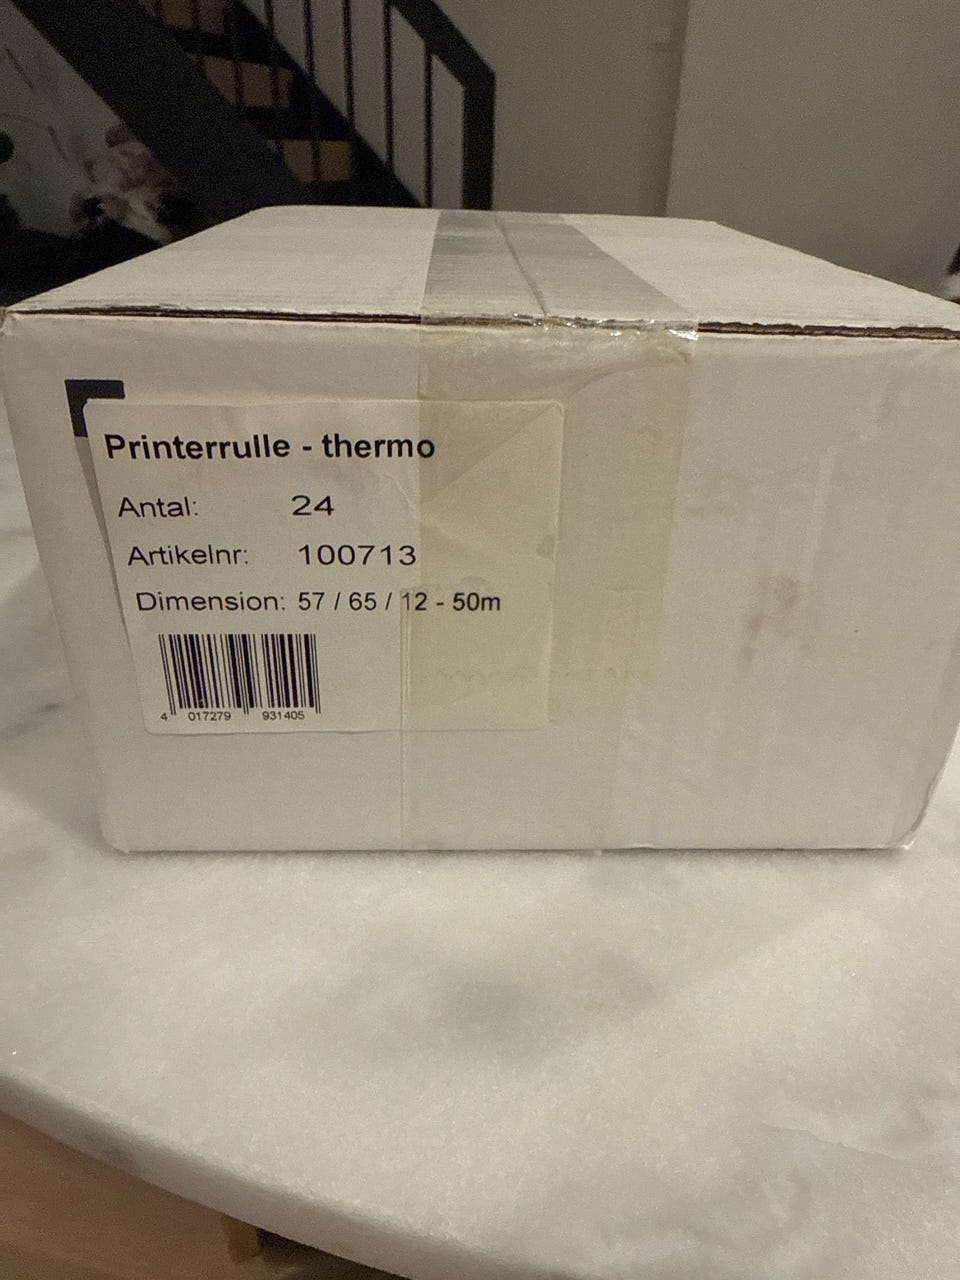 Printerrulle - thermo
Antal: 24
Artikelnr: 100713
Dimension: 57 / 65 / 12 - 50m
4 017279 931405